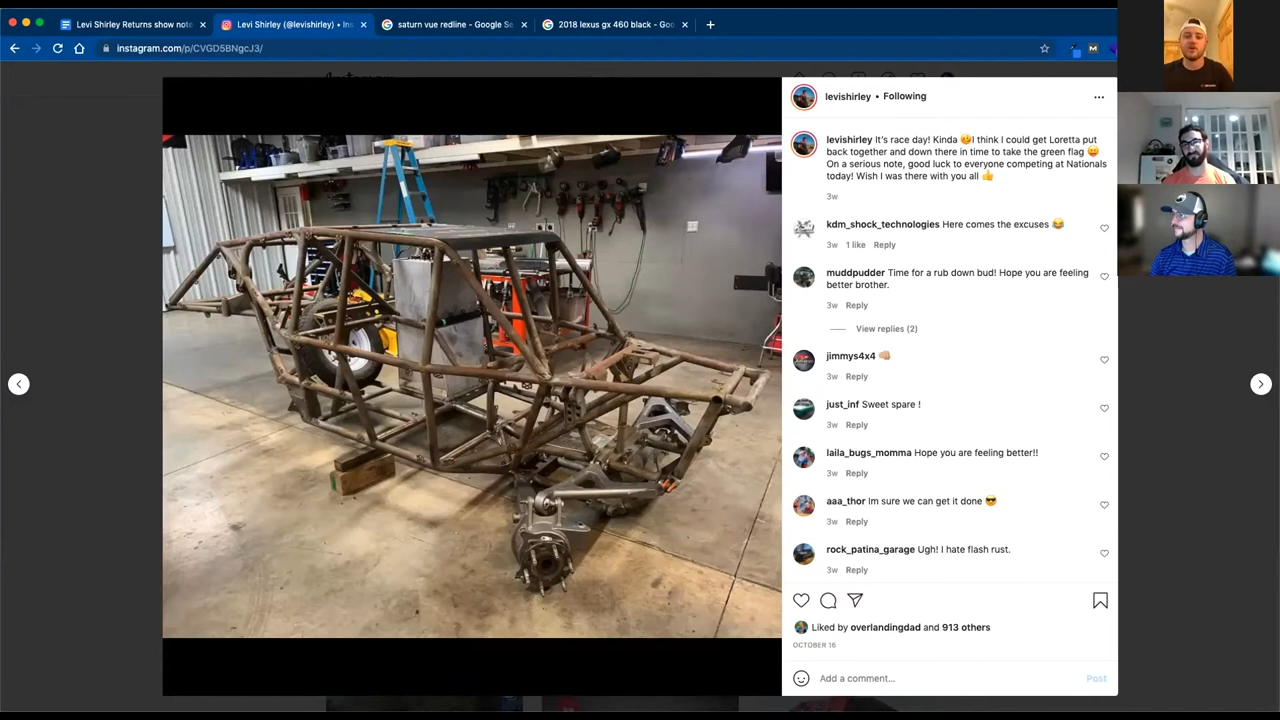 Levi Shirley Returns show note
Levi Shirley (@levishirley) • Ins
saturn vue redline - Google Se
2018 lexus gx 460 black - Goo
instagram.com/p/CVGD5BNgcJ3/
levishirley • Following
levishirley It's race day! Kinda 🥴I think I could get Loretta put
back together and down there in time to take the green flag 😛
On a serious note, good luck to everyone competing at Nationals
today! Wish I was there with you all 👍
3w
kdm_shock_technologies Here comes the excuses 😂
3w 1 like Reply
muddpudder Time for a rub down bud! Hope you are feeling
better brother.
3w Reply
View replies (2)
jimmys4x4 👊🏼
3w Reply
just_inf Sweet spare !
3w Reply
laila_bugs_momma Hope you are feeling better!!
3w Reply
aaa_thor Im sure we can get it done 😎
3w Reply
rock_patina_garage Ugh! I hate flash rust.
3w Reply
Liked by overlandingdad and 913 others
OCTOBER 16
Add a comment... Post